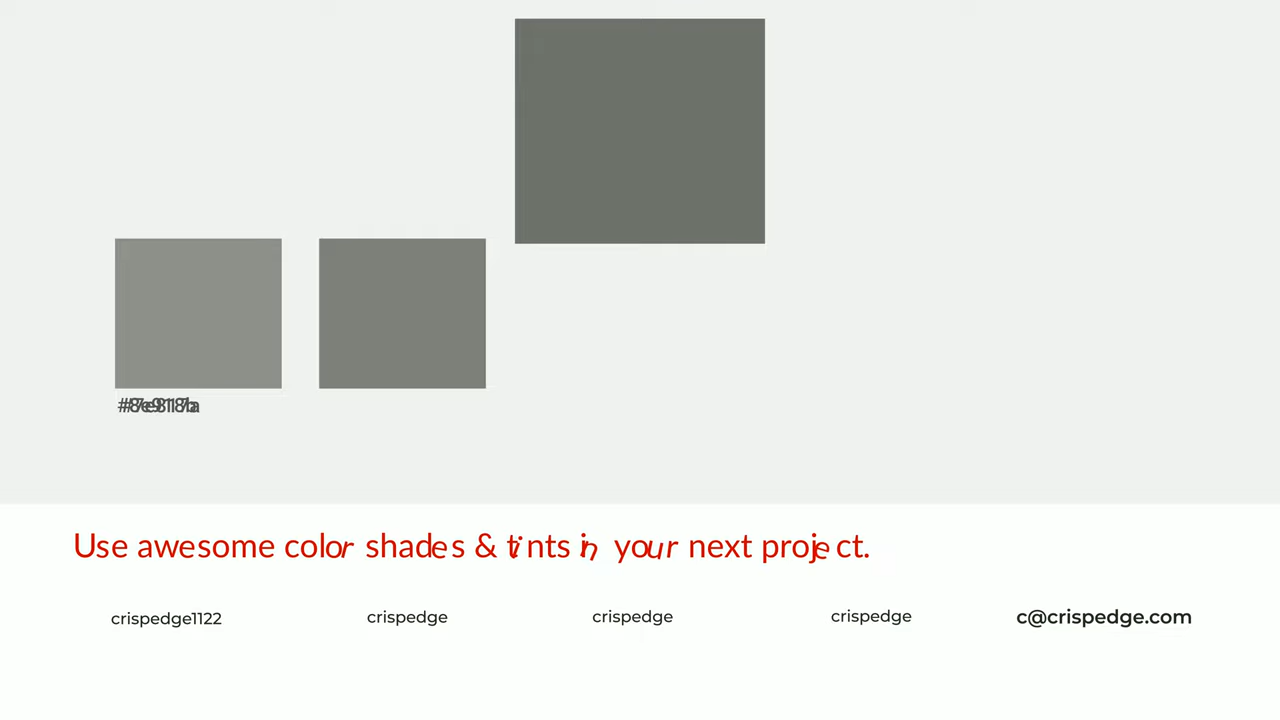 Use awesome color shades & tints in your next project.
crispedge1122 crispedge crispedge crispedge c@crispedge.com